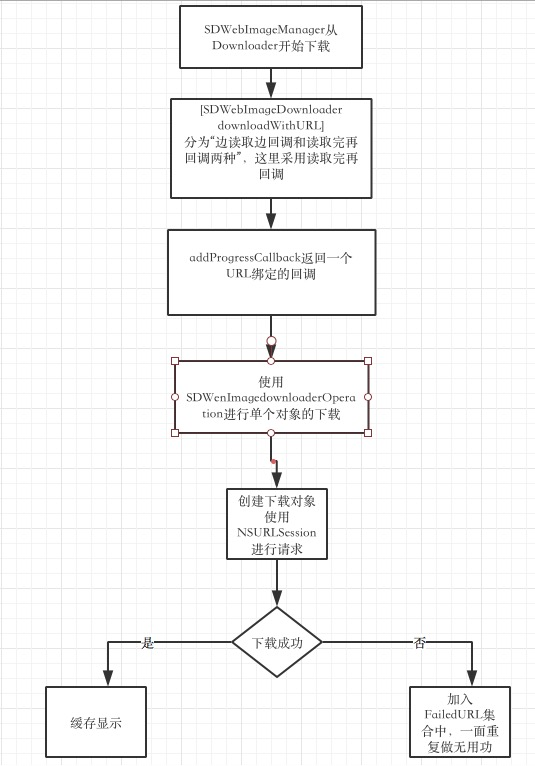 SDWebImageManager从
Downloader开始下载
[SDWebImageDownloader
downloadWithURL]
分为“边读取边回调和读取完再
回调两种”，这里采用读取完再
回调
addProgressCallback返回一个
URL绑定的回调
使用
SDWenImagedownloaderOpera
tion进行单个对象的下载
创建下载对象
使用
NSURLSession
进行请求
下载成功
是
否
缓存显示
加入
FailedURL集
合中，一面重
复做无用功